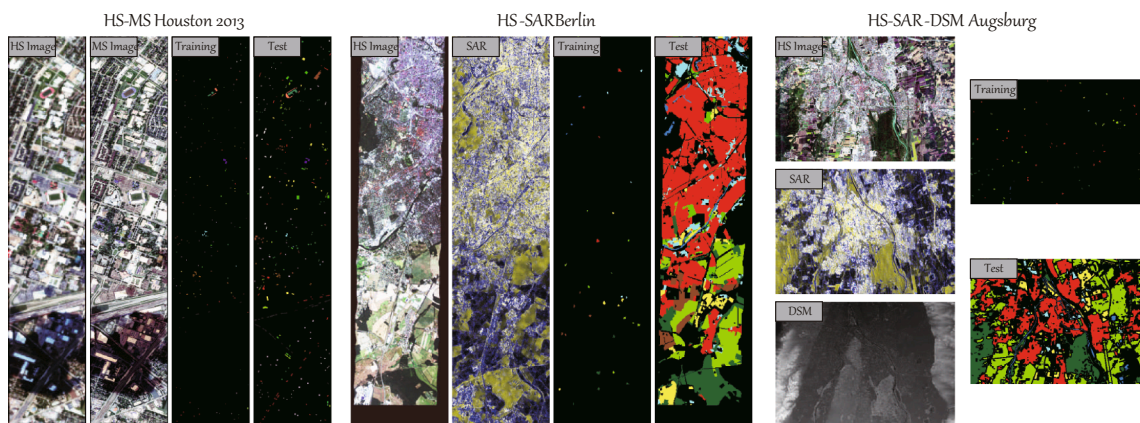 HS-MS Houston 2013
HS Image
MS Image
Training
Test
HS-SARBerlin
HS Image
SAR
Training
Test
HS-SAR-DSM Augsburg
HS Image
SAR
DSM
Training
Test